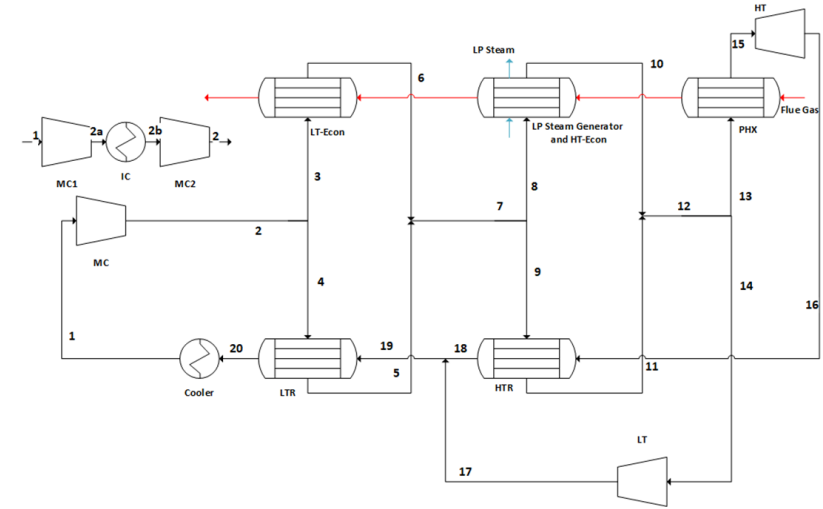 HT
LP Steam
10
15
6
Flue Gas
1
2a
2b
2
LT-Econ
LP Steam Generator
and HT-Econ
PHX
MC1
IC
MC2
3
8
13
7
12
2
MC
4
9
14
16
1
20
19
18
5
11
Cooler
LTR
HTR
LT
17